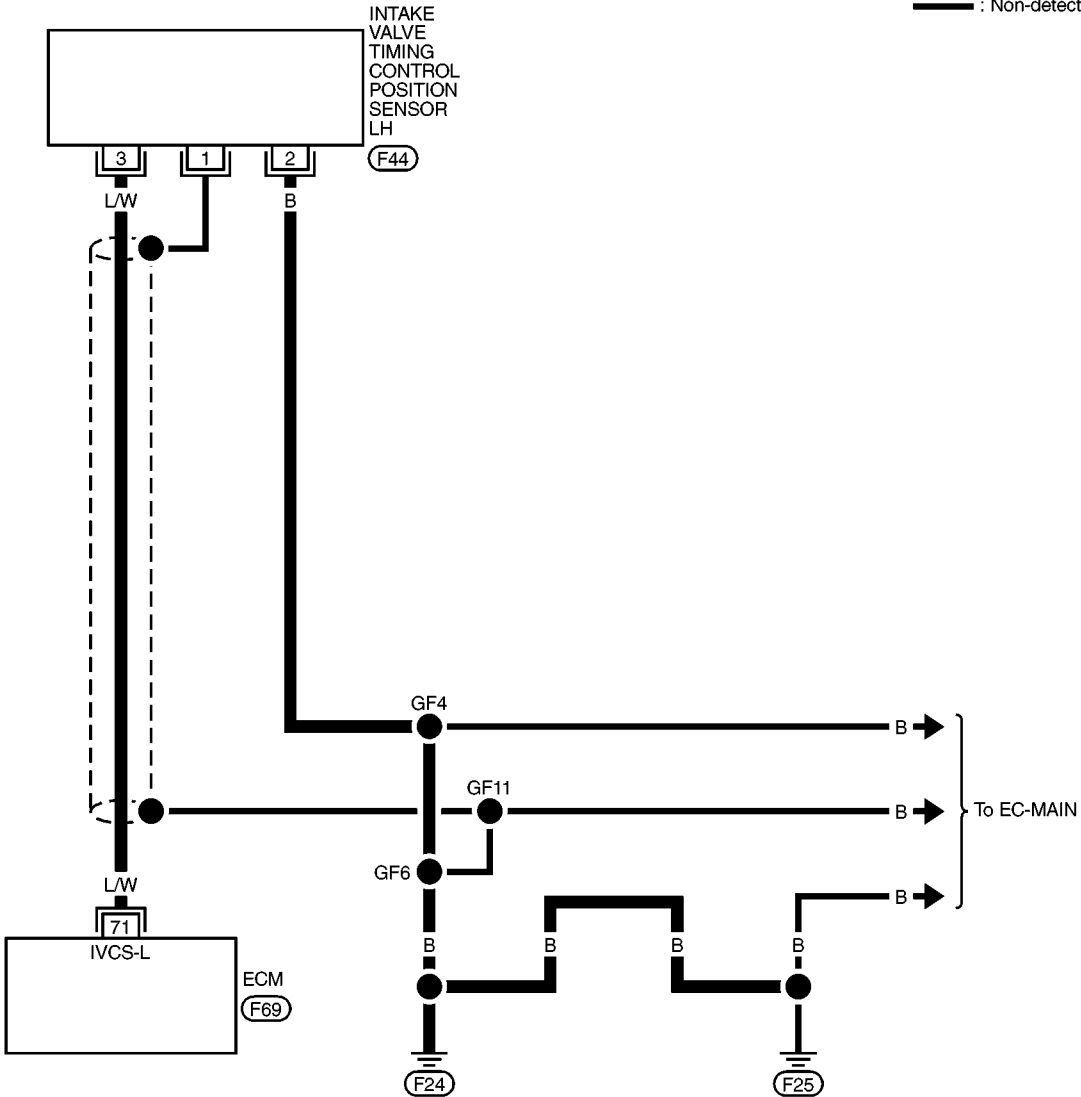 : Non-detect
INTAKE
VALVE
TIMING
CONTROL
POSITION
SENSOR
LH
F44
3 1 2
L/W B
GF4
B
GF11
B
To EC-MAIN
GF6
L/W
B
71
IVCS-L
B B B B
ECM
F69
F24 F25